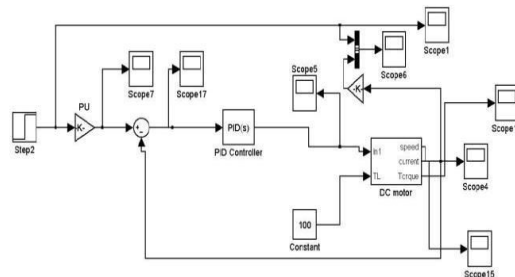 Scope1
Scope6
Scope7
Scope17
Scope5
PU
-K-
-K-
Step2
PID(s)
PID Controller
in1
speed
current
Tcrque
TL
DC motor
Scope4
100
Constant
Scope15